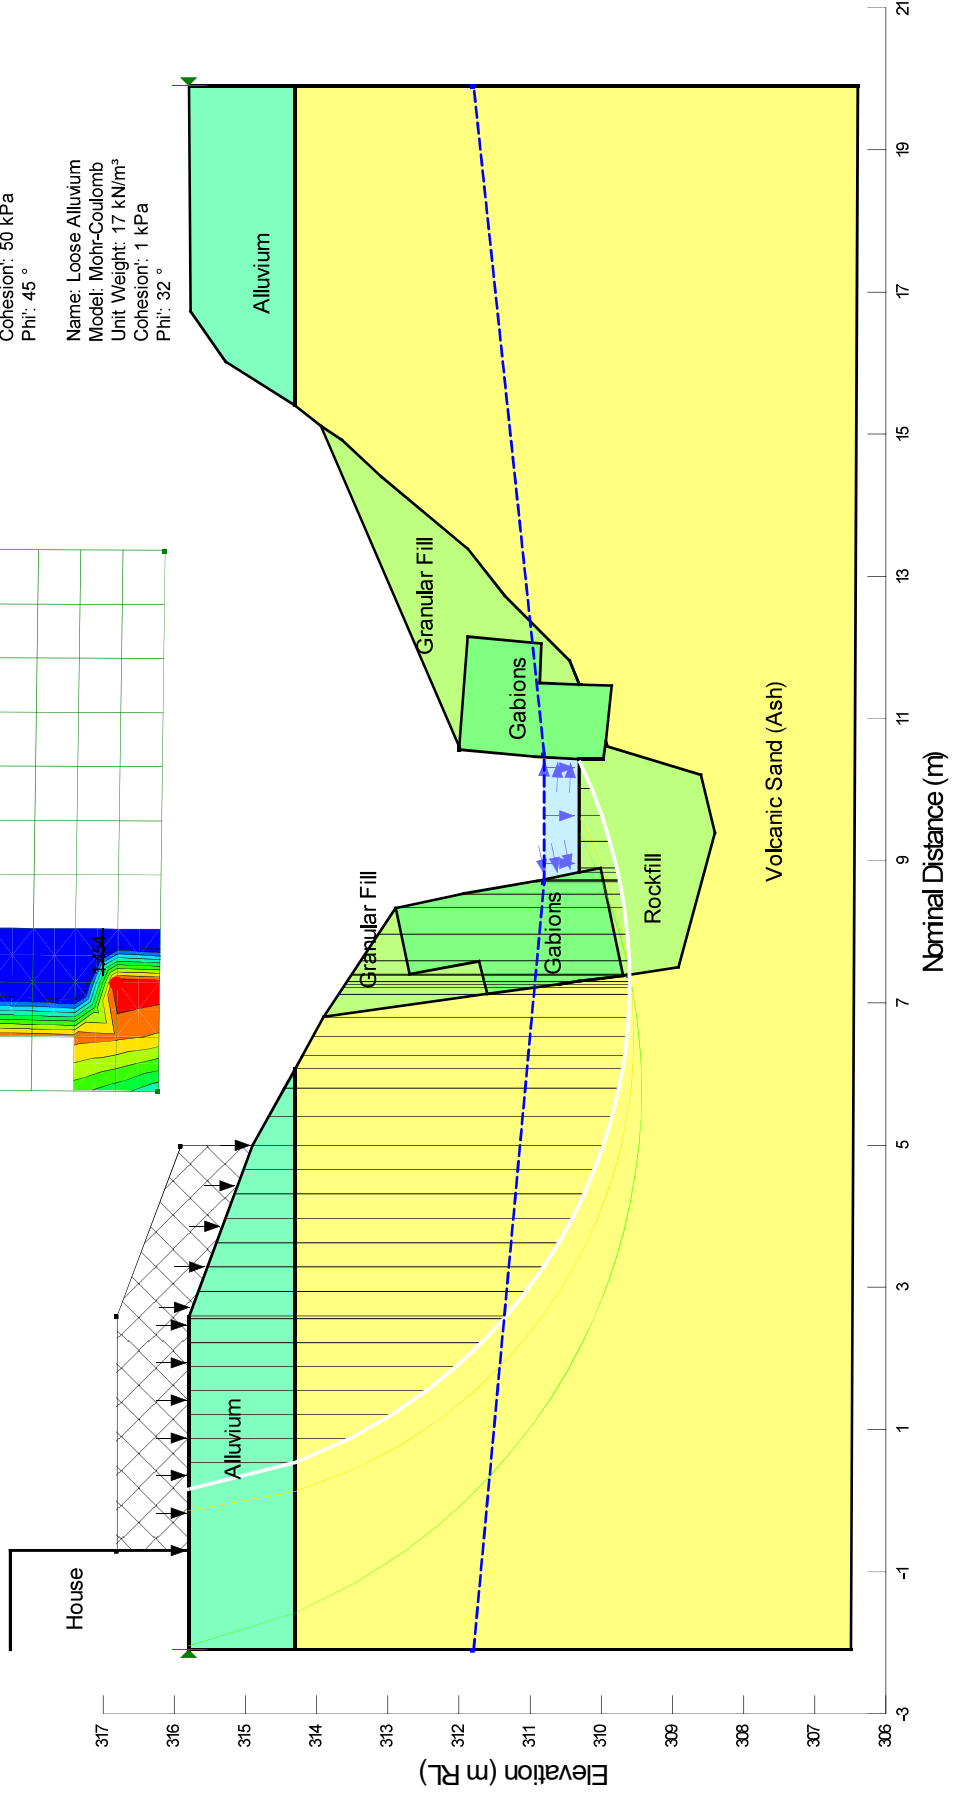 Cohesion': 50 kPa
Phi': 45 °
Name: Loose Alluvium
Model: Mohr-Coulomb
Unit Weight: 17 kN/m³
Cohesion': 1 kPa
Phi': 32 °
1.454
House
Alluvium
Alluvium
Granular Fill
Granular Fill
Gabions
Gabions
Rockfill
Volcanic Sand (Ash)
Elevation (m RL)
317
316
315
314
313
312
311
310
309
308
307
306
-3
-1
1
3
5
7
9
11
13
15
17
19
21
Nominal Distance (m)